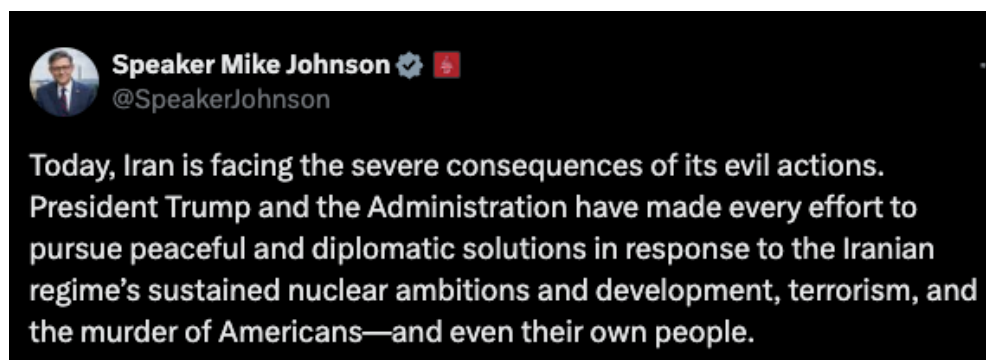 Speaker Mike Johnson
@SpeakerJohnson
Today, Iran is facing the severe consequences of its evil actions.
President Trump and the Administration have made every effort to
pursue peaceful and diplomatic solutions in response to the Iranian
regime’s sustained nuclear ambitions and development, terrorism, and
the murder of Americans—and even their own people.